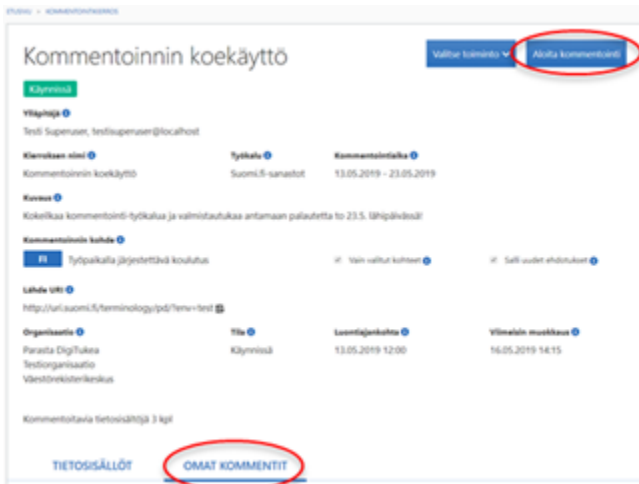 ETUSIVU > KOMMENTOINTIKIERROS
Kommentoinnin koekäyttö
Valitse toiminto
Aloita kommentointi
Käynnissä
Ylläpitäjä
Testi Superuser, testisuperuser@localhost
Kierroksen nimi Työkalu Kommentointiaika
Kommentoinnin koekäyttö Suomi.fi-sanastot 13.05.2019 - 23.05.2019
Kuvaus
Kokeilkaa kommentointi-työkalua ja valmistautukaa antamaan palautetta to 23.5. lähipäivässä!
Kommentoinnin kohde
FI Työpaikalla järjestettävä koulutus Vain valitut kohteet Salli uudet ehdotukset
Lähde URI
http://uri.suomi.fi/terminology/pd/?env=test
Organisaatio Tila Luontiajankohta Viimeisin muokkaus
Parasta DigiTukea Käynnissä 13.05.2019 12:00 16.05.2019 14:15
Testiorganisaatio
Väestörekisterikeskus
Kommentoitavia tietosisältöjä 3 kpl
TIETOSISÄLLÖT OMAT KOMMENTIT